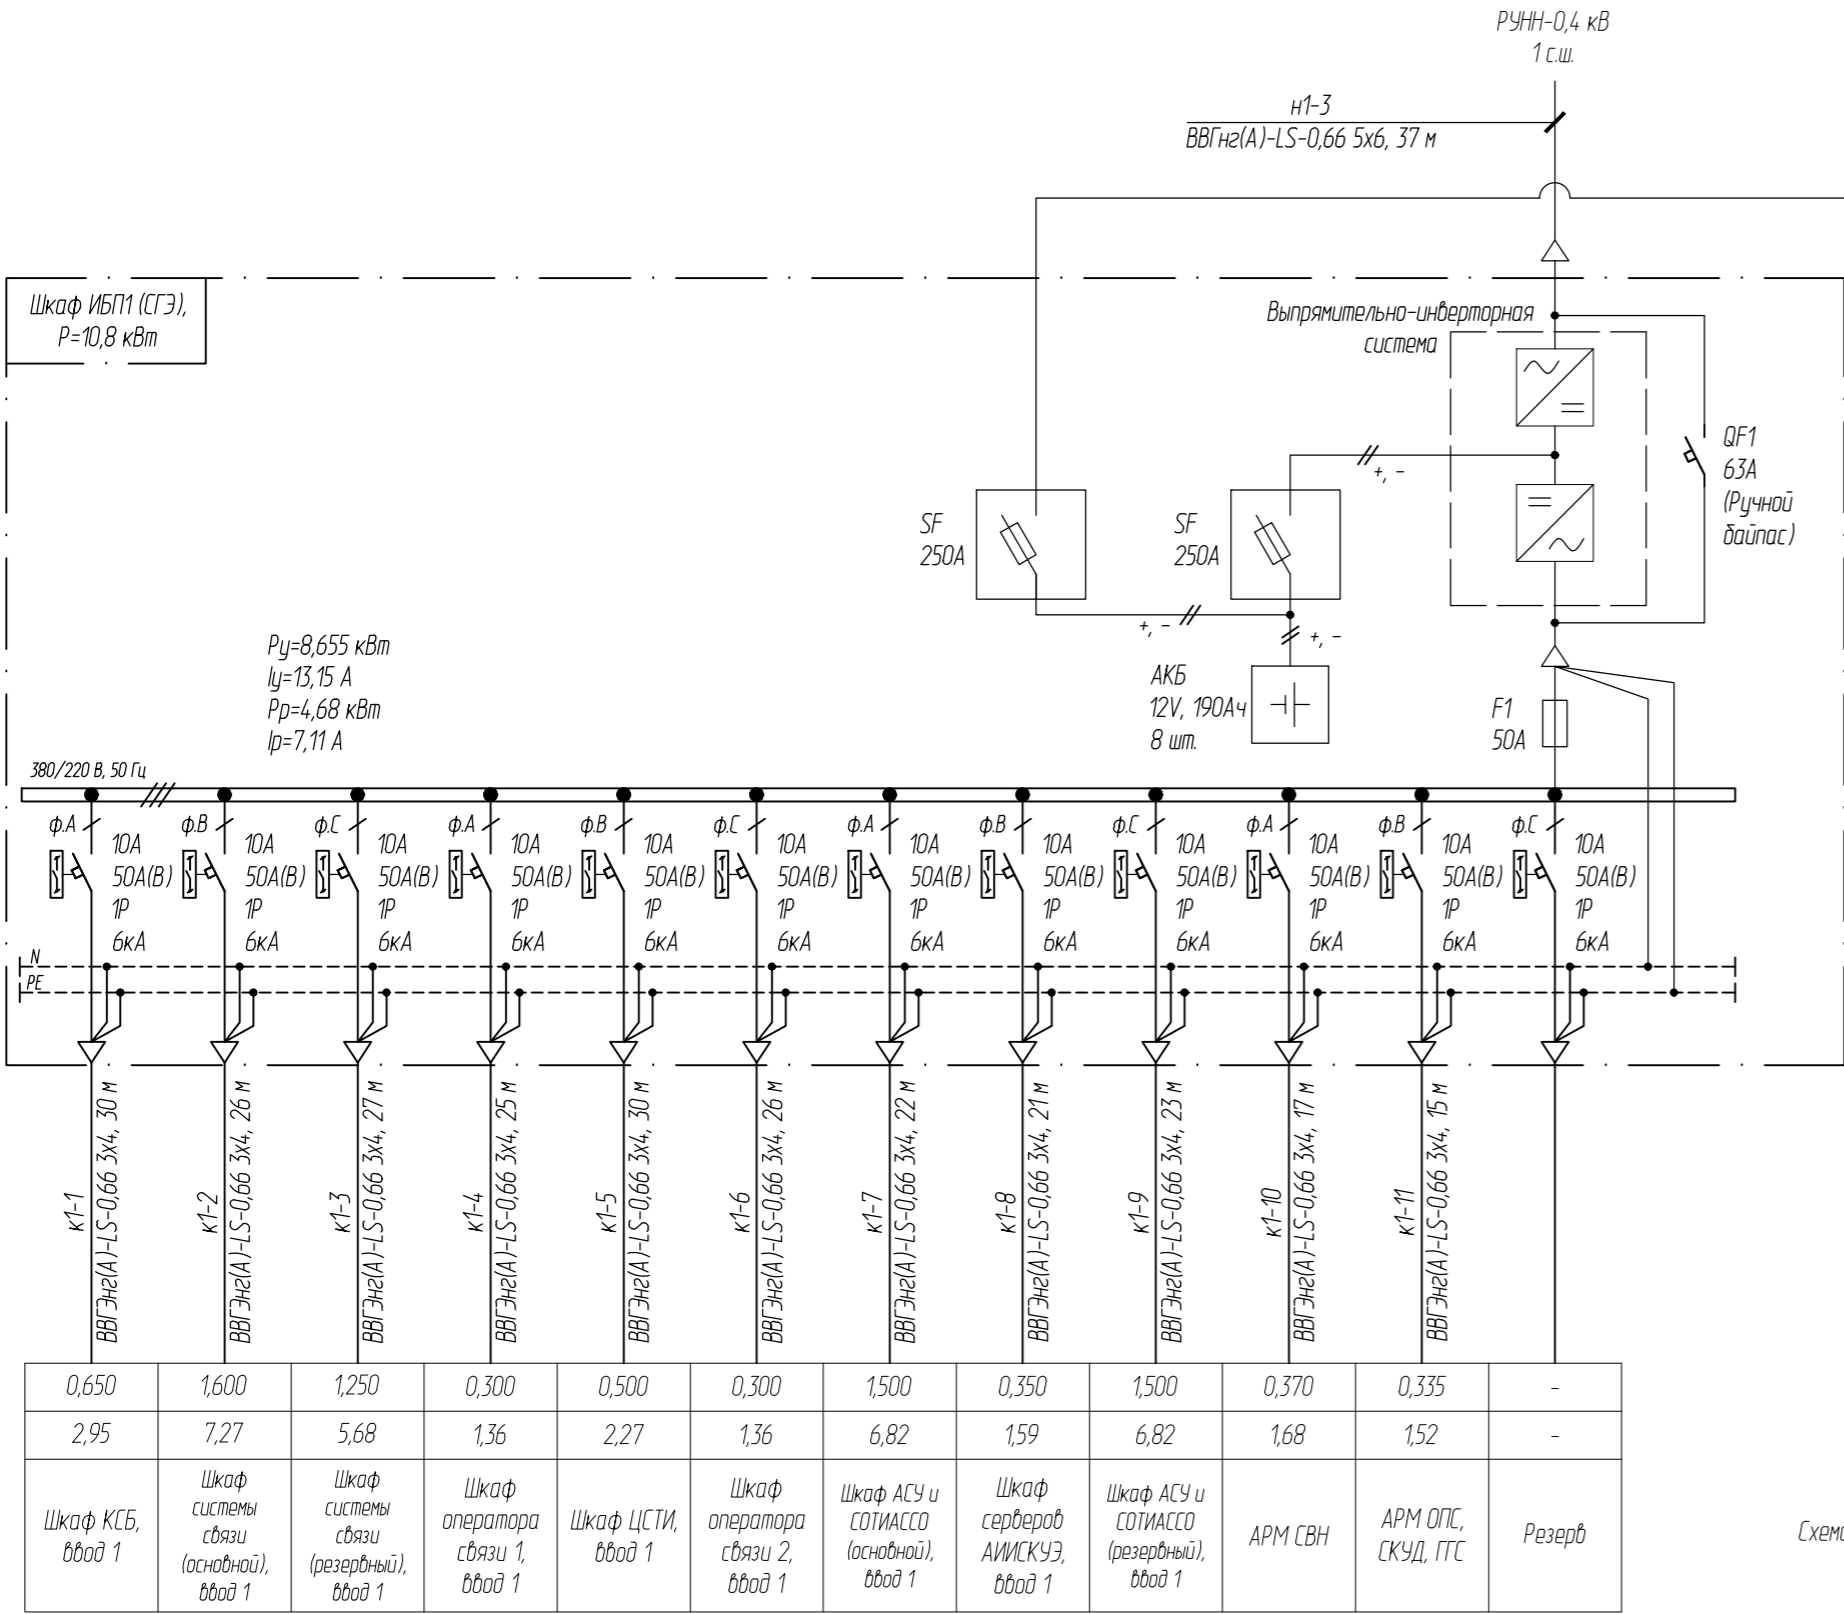 РУНН-0,4 кВ
1 с.ш.
н1-3
ВВГнг(А)-LS-0,66 5х6, 37 м
Шкаф ИБП1 (СГЭ),
Р=10,8 кВт
Выпрямительно-инверторная
система
QF1
63А
(Ручной
байпас)
SF
250А
SF
250А
+, -
+, -
+, -
АКБ
12V, 190Ач
8 шт.
F1
50А
Ру=8,655 кВт
Iу=13,15 А
Рр=4,68 кВт
Iр=7,11 А
380/220 В, 50 Гц
ф.А
10А
50А(В)
1Р
6кА
ф.В
10А
50А(В)
1Р
6кА
ф.С
10А
50А(В)
1Р
6кА
ф.А
10А
50А(В)
1Р
6кА
ф.В
10А
50А(В)
1Р
6кА
ф.С
10А
50А(В)
1Р
6кА
ф.А
10А
50А(В)
1Р
6кА
ф.В
10А
50А(В)
1Р
6кА
ф.С
10А
50А(В)
1Р
6кА
ф.А
10А
50А(В)
1Р
6кА
ф.В
10А
50А(В)
1Р
6кА
ф.С
10А
50А(В)
1Р
6кА
N
PE
к1-1
ВВГЭнг(А)-LS-0,66 3х4, 30 м
к1-2
ВВГЭнг(А)-LS-0,66 3х4, 26 м
к1-3
ВВГЭнг(А)-LS-0,66 3х4, 27 м
к1-4
ВВГЭнг(А)-LS-0,66 3х4, 25 м
к1-5
ВВГЭнг(А)-LS-0,66 3х4, 30 м
к1-6
ВВГЭнг(А)-LS-0,66 3х4, 26 м
к1-7
ВВГЭнг(А)-LS-0,66 3х4, 22 м
к1-8
ВВГЭнг(А)-LS-0,66 3х4, 21 м
к1-9
ВВГЭнг(А)-LS-0,66 3х4, 23 м
к1-10
ВВГЭнг(А)-LS-0,66 3х4, 17 м
к1-11
ВВГЭнг(А)-LS-0,66 3х4, 15 м
0,650 1,600 1,250 0,300 0,500 0,300 1,500 0,350 1,500 0,370 0,335 -
2,95 7,27 5,68 1,36 2,27 1,36 6,82 1,59 6,82 1,68 1,52 -
Шкаф КСБ,
ввод 1
Шкаф
системы
связи
(основной),
ввод 1
Шкаф
системы
связи
(резервный),
ввод 1
Шкаф
оператора
связи 1,
ввод 1
Шкаф ЦСТИ,
ввод 1
Шкаф
оператора
связи 2,
ввод 1
Шкаф АСУ и
СОТИАССО
(основной),
ввод 1
Шкаф
серверов
АИИСКУЭ,
ввод 1
Шкаф АСУ и
СОТИАССО
(резервный),
ввод 1
АРМ СВН
АРМ ОПС,
СКУД, ГГС
Резерв